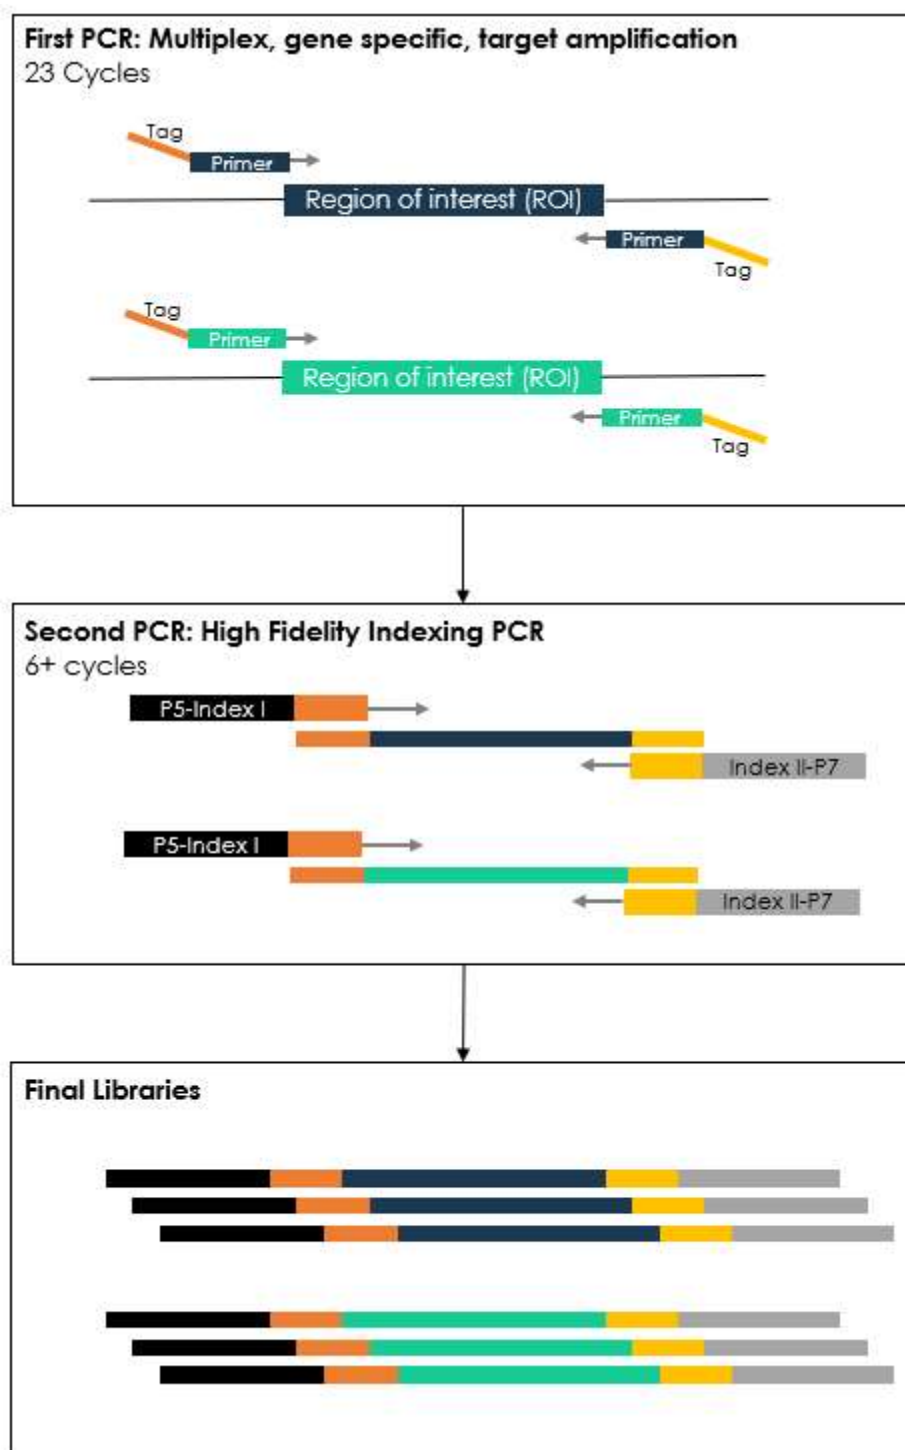 First PCR: Multiplex, gene specific, target amplification
23 Cycles
Tag
Primer
Region of interest (ROI)
Primer
Tag
Tag
Primer
Region of interest (ROI)
Primer
Tag
Second PCR: High Fidelity Indexing PCR
6+ cycles
P5-Index I
Index II-P7
P5-Index I
Index II-P7
Final Libraries